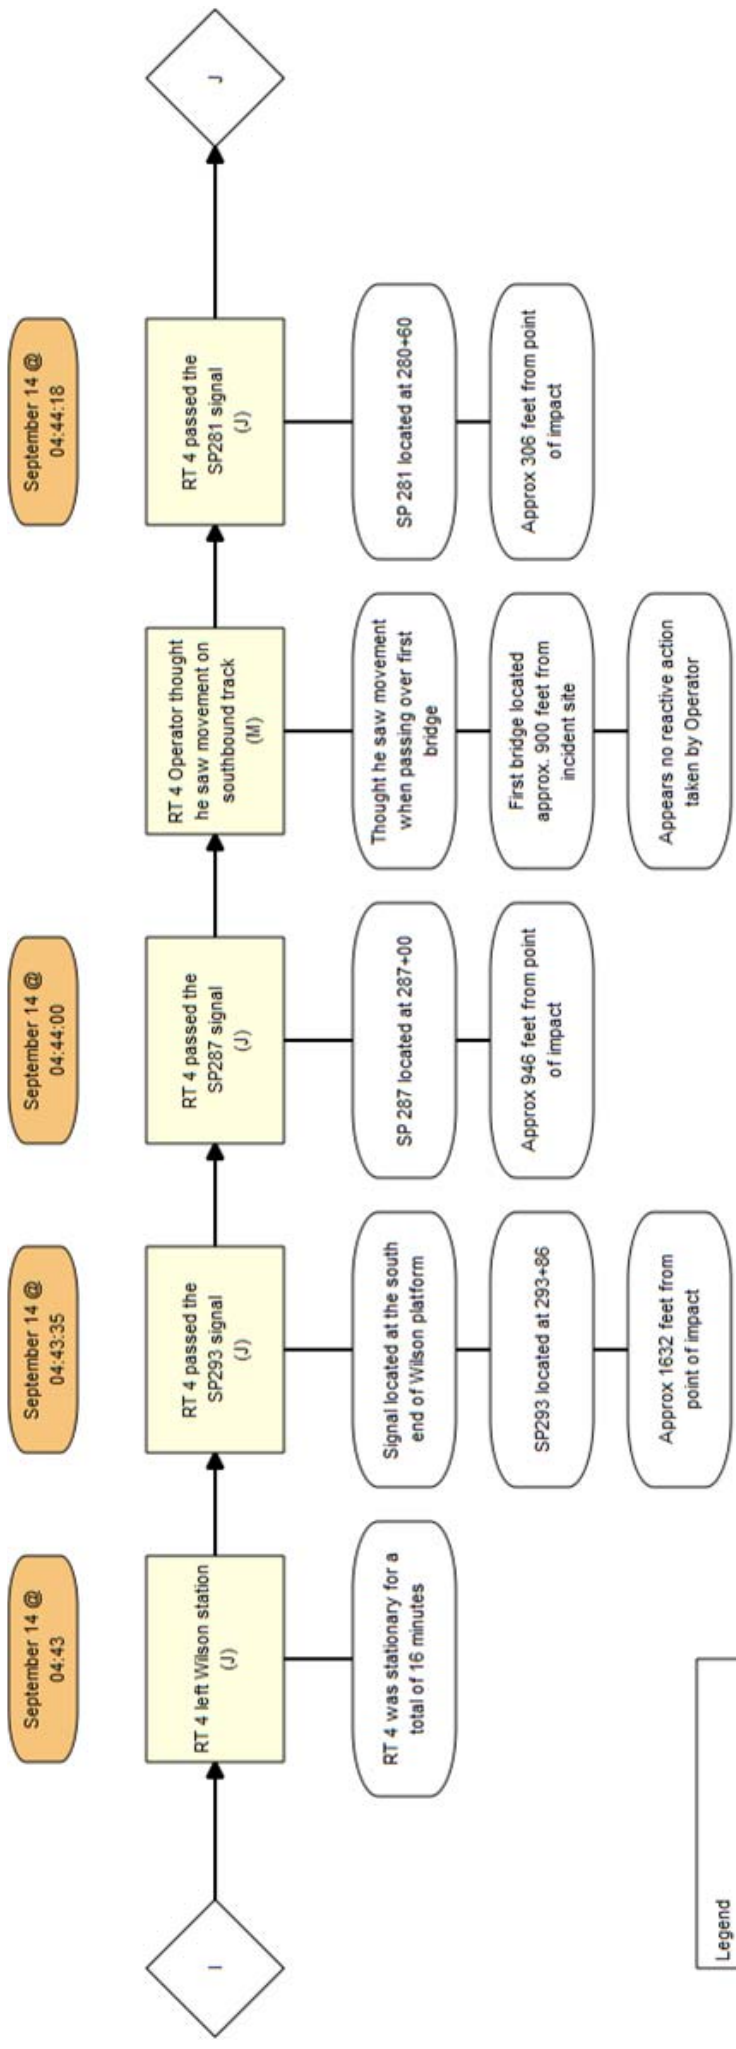 I
September 14 @
04:43
RT 4 left Wilson station
(J)
RT 4 was stationary for a
total of 16 minutes
September 14 @
04:43:35
RT 4 passed the
SP293 signal
(J)
Signal located at the south
end of Wilson platform
SP293 located at 293+86
Approx 1632 feet from
point of impact
September 14 @
04:44:00
RT 4 passed the
SP287 signal
(J)
SP 287 located at 287+00
Approx 946 feet from point
of impact
RT 4 Operator thought
he saw movement on
southbound track
(M)
Thought he saw movement
when passing over first
bridge
First bridge located
approx. 900 feet from
incident site
Appears no reactive action
taken by Operator
September 14 @
04:44:18
RT 4 passed the
SP281 signal
(J)
SP 281 located at 280+60
Approx 306 feet from point
of impact
J
Legend